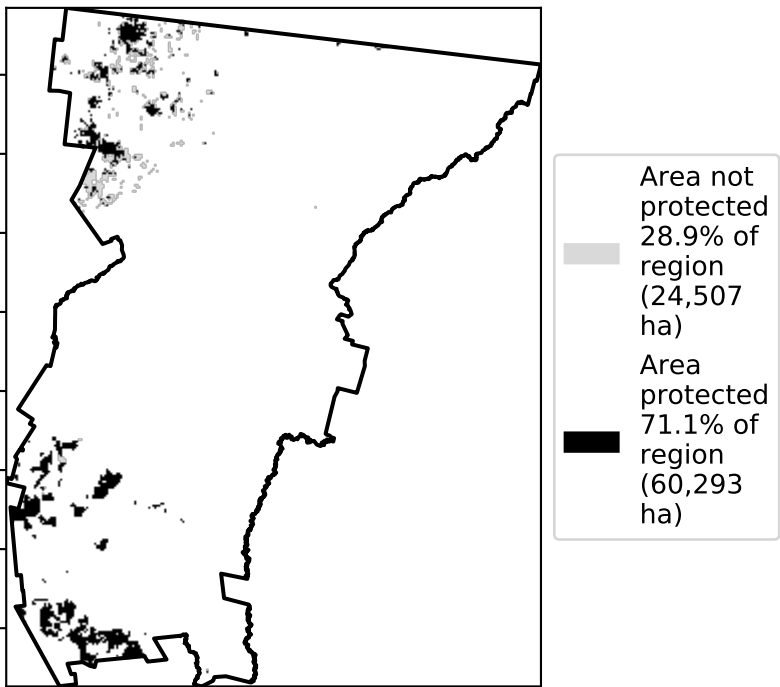 Area not
protected
28.9% of
region
(24,507
ha)
Area
protected
71.1% of
region
(60,293
ha)